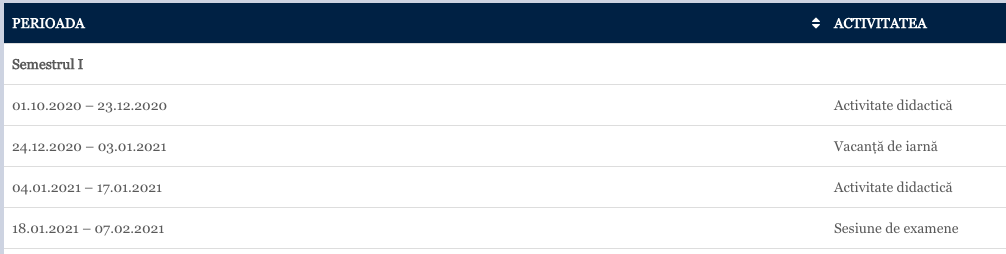 PERIOADA ACTIVITATEA
Semestrul I
01.10.2020 – 23.12.2020 Activitate didactică
24.12.2020 – 03.01.2021 Vacanță de iarnă
04.01.2021 – 17.01.2021 Activitate didactică
18.01.2021 – 07.02.2021 Sesiune de examene